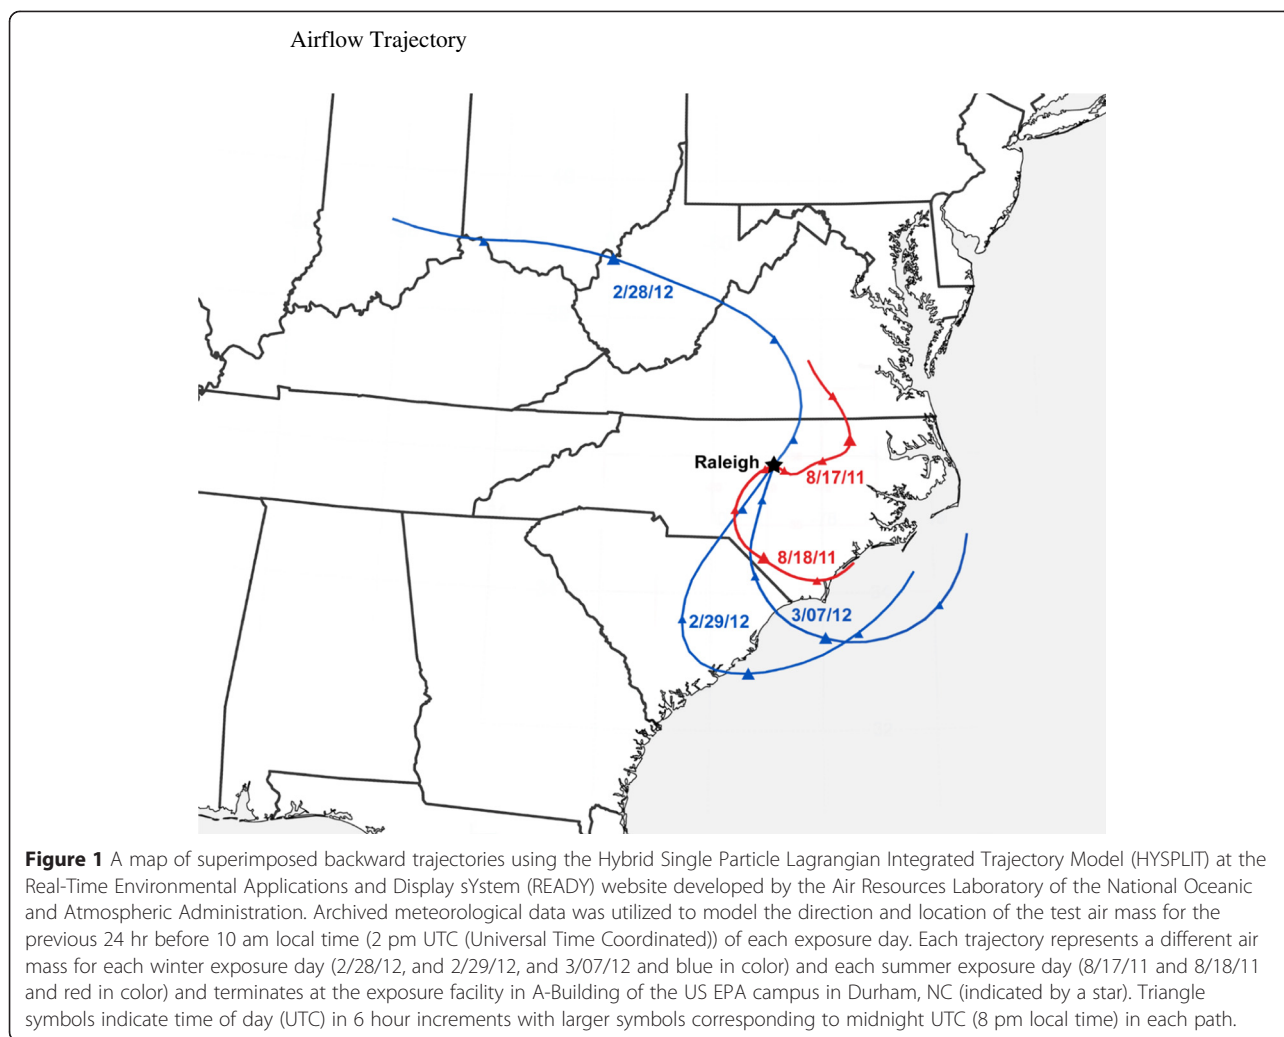 Airflow Trajectory
2/28/12
Raleigh
8/17/11
8/18/11
2/29/12
3/07/12
Figure 1 A map of superimposed backward trajectories using the Hybrid Single Particle Lagrangian Integrated Trajectory Model (HYSPLIT) at the
Real-Time Environmental Applications and Display sYstem (READY) website developed by the Air Resources Laboratory of the National Oceanic
and Atmospheric Administration. Archived meteorological data was utilized to model the direction and location of the test air mass for the
previous 24 hr before 10 am local time (2 pm UTC (Universal Time Coordinated)) of each exposure day. Each trajectory represents a different air
mass for each winter exposure day (2/28/12, and 2/29/12, and 3/07/12 and blue in color) and each summer exposure day (8/17/11 and 8/18/11
and red in color) and terminates at the exposure facility in A-Building of the US EPA campus in Durham, NC (indicated by a star). Triangle
symbols indicate time of day (UTC) in 6 hour increments with larger symbols corresponding to midnight UTC (8 pm local time) in each path.